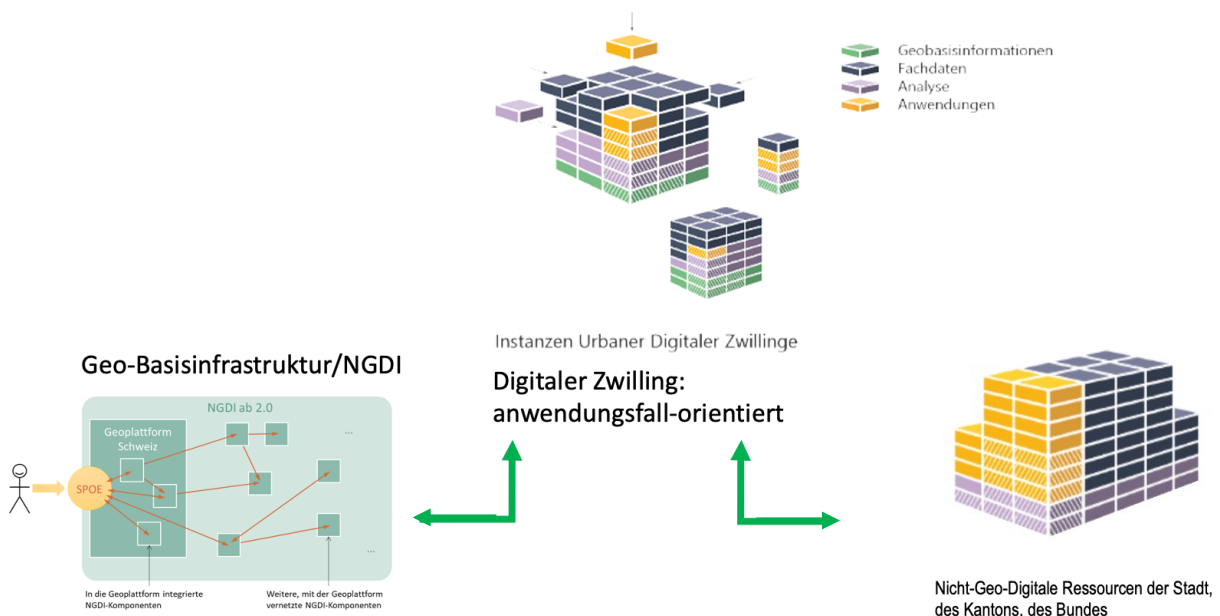 Geobasisinformationen
Fachdaten
Analyse
Anwendungen
Instanzen Urbaner Digitaler Zwillinge
Digitaler Zwilling:
anwendungsfall-orientiert
Geo-Basisinfrastruktur/NGDI
NGDI ab 2.0
Geoplattform
Schweiz
...
SPOE
...
In die Geoplattform integrierte
NGDI-Komponenten
Weitere, mit der Geoplattform
vernetzte NGDI-Komponenten
Nicht-Geo-Digitale Ressourcen der Stadt,
des Kantons, des Bundes